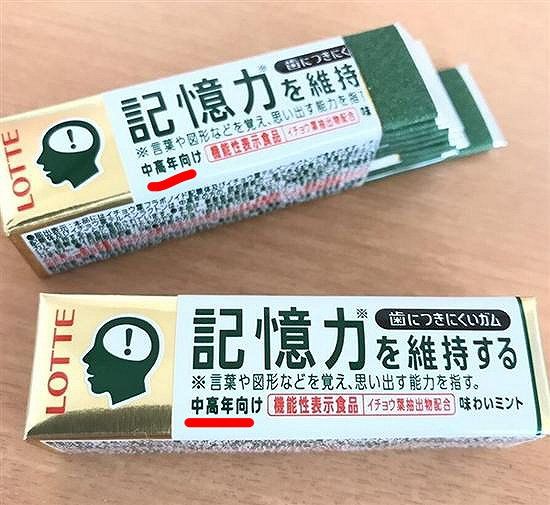 LOTTE
歯につきにく
記憶力を維持
※言葉や図形などを覚え、思い出す能力を指す
中高年向け 機能性表示食品 イチョウ葉抽出物配合 味
LOTTE
歯につきにくいガム
記憶力※を維持する
※言葉や図形などを覚え、思い出す能力を指す。
中高年向け 機能性表示食品 イチョウ葉抽出物配合 味わいミント